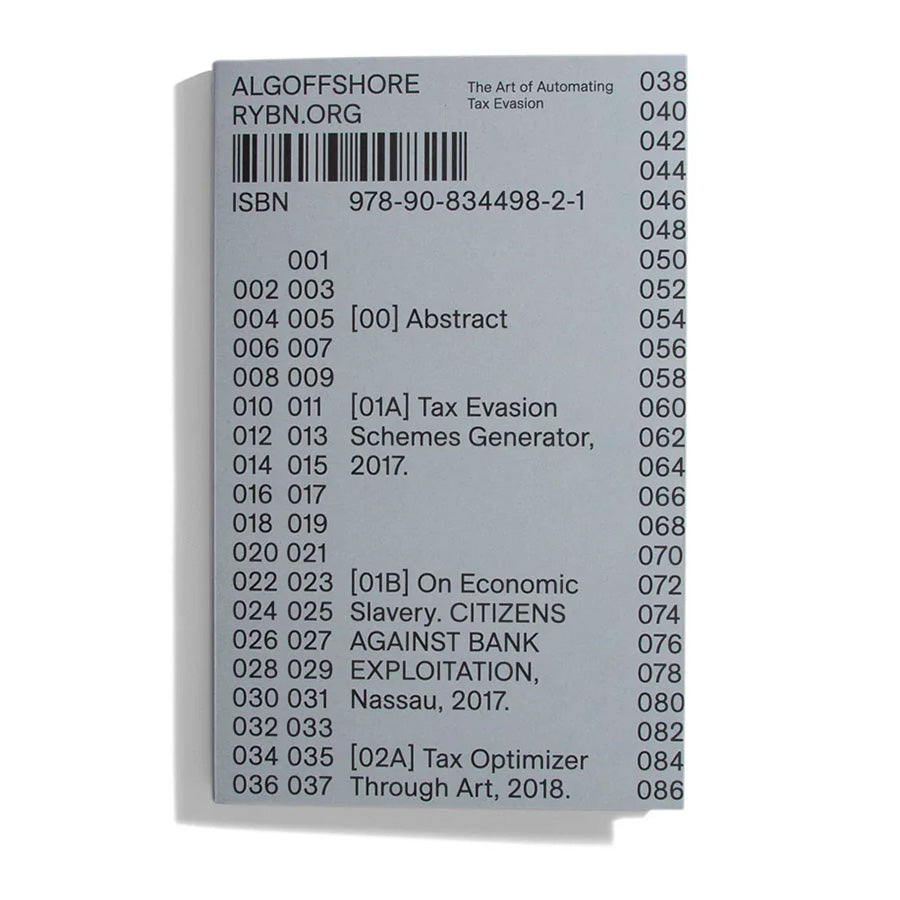 ALGOFFSHORE
RYBN.ORG
The Art of Automating
Tax Evasion
ISBN 978-90-834498-2-1
001
002 003
004 005 [00] Abstract
006 007
008 009
010 011 [01A] Tax Evasion
012 013 Schemes Generator,
014 015 2017.
016 017
018 019
020 021
022 023 [01B] On Economic
024 025 Slavery. CITIZENS
026 027 AGAINST BANK
028 029 EXPLOITATION,
030 031 Nassau, 2017.
032 033
034 035 [02A] Tax Optimizer
036 037 Through Art, 2018.
038
040
042
044
046
048
050
052
054
056
058
060
062
064
066
068
070
072
074
076
078
080
082
084
086